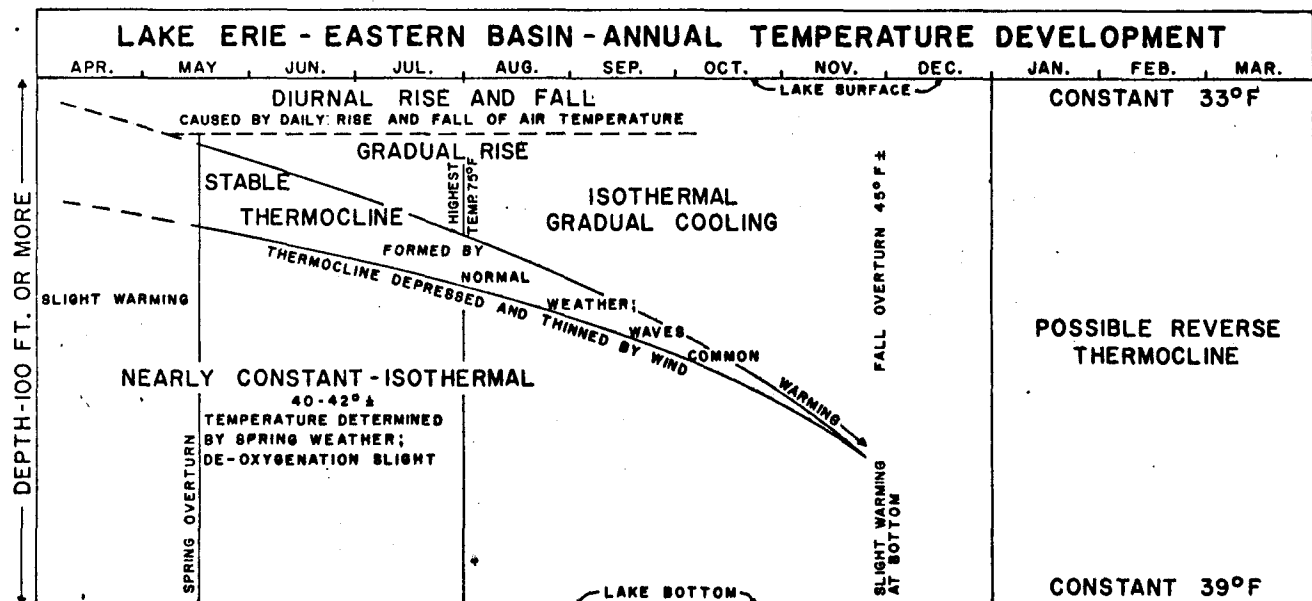 LAKE ERIE - EASTERN BASIN - ANNUAL TEMPERATURE DEVELOPMENT
APR. MAY JUN. JUL. AUG. SEP. OCT. NOV. DEC. JAN. FEB. MAR.
LAKE SURFACE
DIURNAL RISE AND FALL
CAUSED BY DAILY RISE AND FALL OF AIR TEMPERATURE
CONSTANT 33°F
GRADUAL RISE
STABLE
THERMOCLINE
HIGHEST
TEMP. 75°F
ISOTHERMAL
GRADUAL COOLING
FORMED BY
NORMAL
WEATHER;
WAVES
COMMON
WARMING
THERMOCLINE DEPRESSED AND THINNED BY WIND
SLIGHT WARMING
DEPTH-100 FT. OR MORE
FALL OVERTURN 45°F ±
POSSIBLE REVERSE
THERMOCLINE
NEARLY CONSTANT - ISOTHERMAL
40-42° ±
TEMPERATURE DETERMINED
BY SPRING WEATHER;
DE-OXYGENATION SLIGHT
SPRING OVERTURN
SLIGHT WARMING
AT BOTTOM
LAKE BOTTOM
CONSTANT 39°F